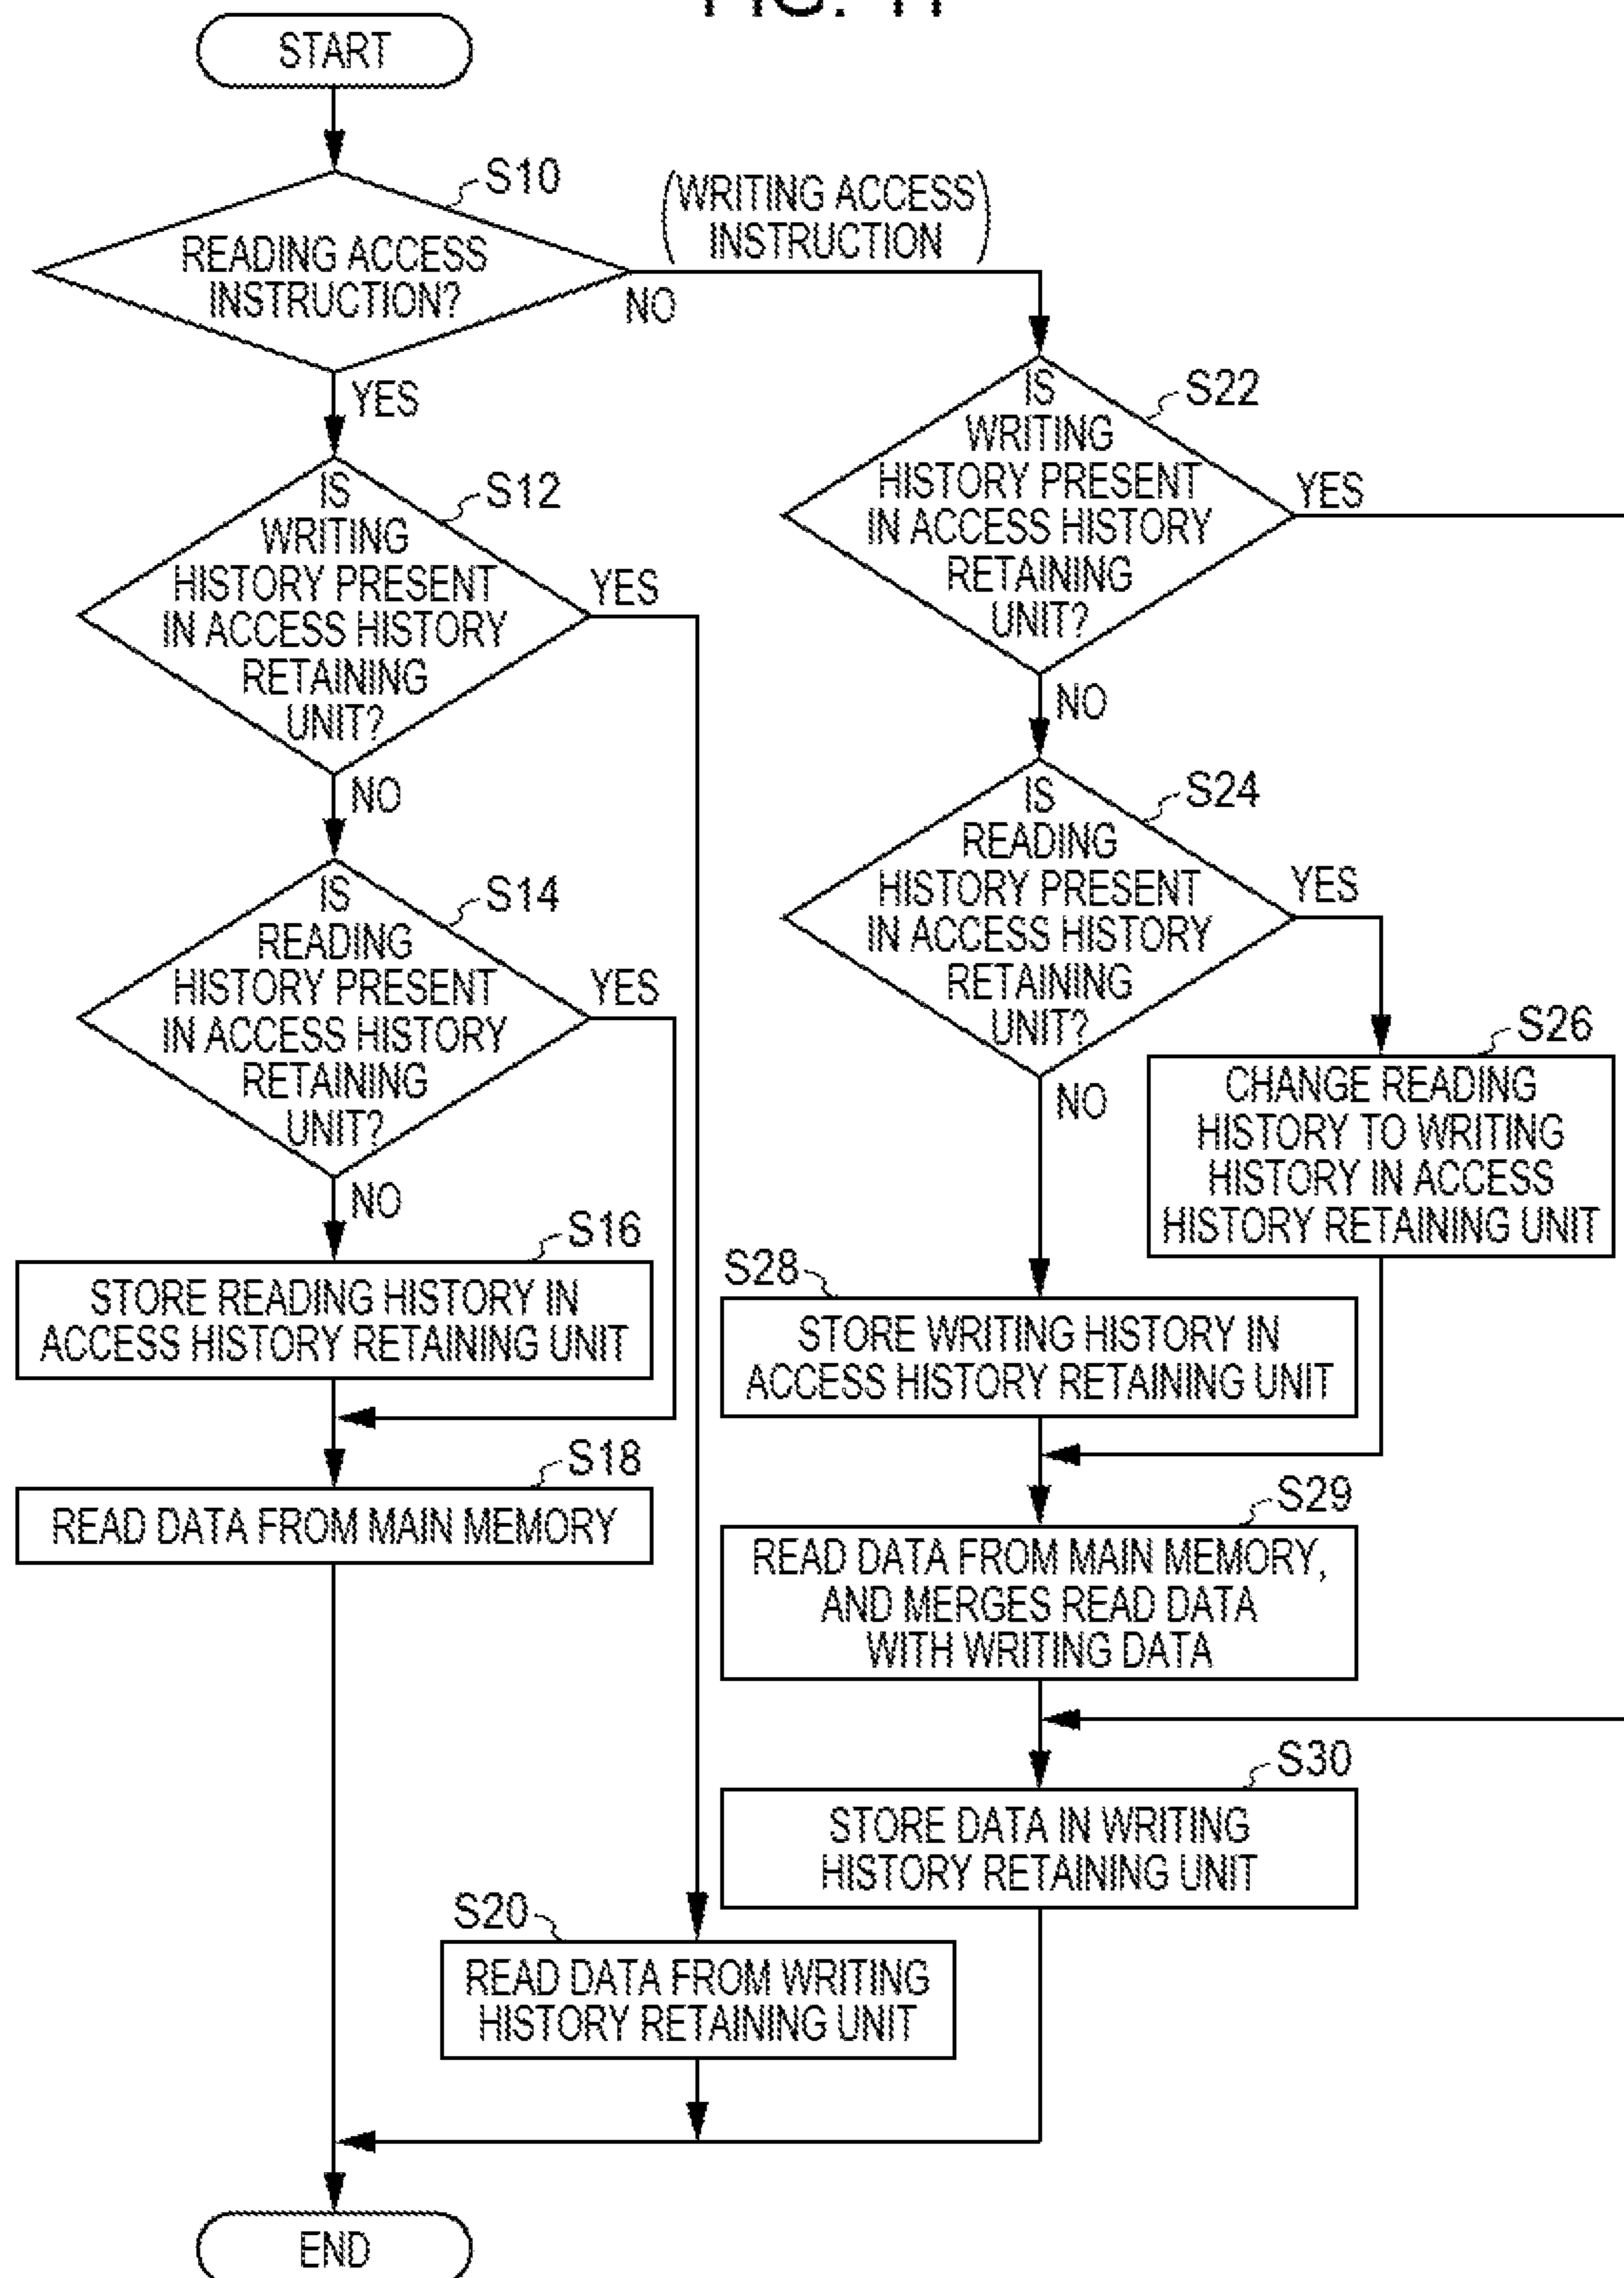 START
S10
READING ACCESS
INSTRUCTION?
(WRITING ACCESS
INSTRUCTION)
NO
YES
S12
IS
WRITING
HISTORY PRESENT
IN ACCESS HISTORY
RETAINING
UNIT?
YES
NO
S14
IS
READING
HISTORY PRESENT
IN ACCESS HISTORY
RETAINING
UNIT?
YES
NO
S16
STORE READING HISTORY IN
ACCESS HISTORY RETAINING UNIT
S18
READ DATA FROM MAIN MEMORY
S22
IS
WRITING
HISTORY PRESENT
IN ACCESS HISTORY
RETAINING
UNIT?
YES
NO
S24
IS
READING
HISTORY PRESENT
IN ACCESS HISTORY
RETAINING
UNIT?
YES
NO
S26
CHANGE READING
HISTORY TO WRITING
HISTORY IN ACCESS
HISTORY RETAINING UNIT
S28
STORE WRITING HISTORY IN
ACCESS HISTORY RETAINING UNIT
S29
READ DATA FROM MAIN MEMORY,
AND MERGES READ DATA
WITH WRITING DATA
S30
STORE DATA IN WRITING
HISTORY RETAINING UNIT
S20
READ DATA FROM WRITING
HISTORY RETAINING UNIT
END